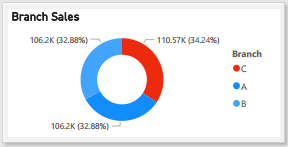 Branch Sales
106.2K (32.88%)
110.57K (34.24%)
Branch
C
A
B
106.2K (32.88%)